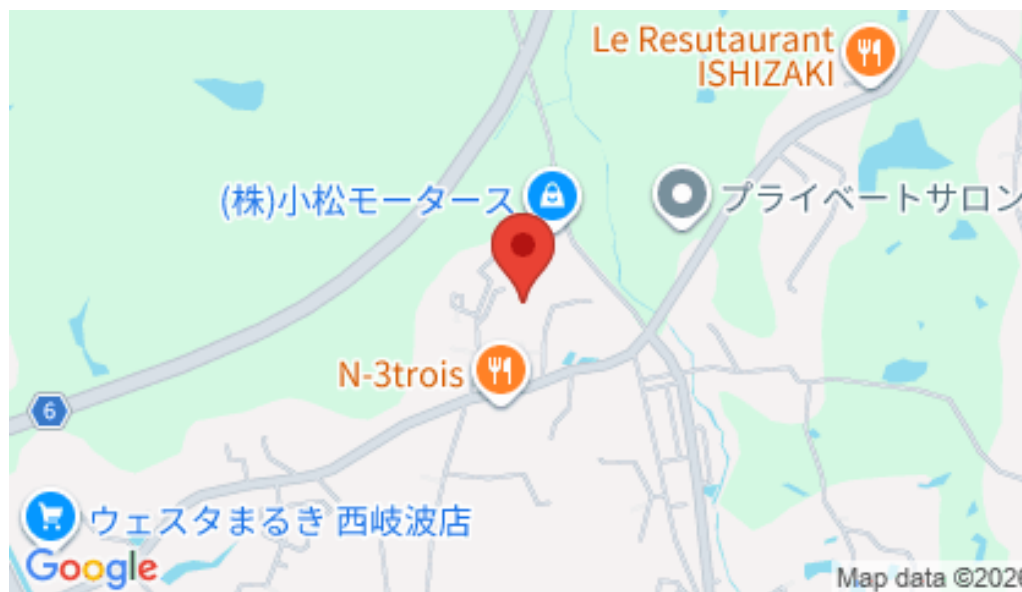 Le Resutaurant
ISHIZAKI
(株)小松モータース
プライベートサロン
N-3trois
6
ウェスタまるき 西岐波店
Google
Map data ©2026